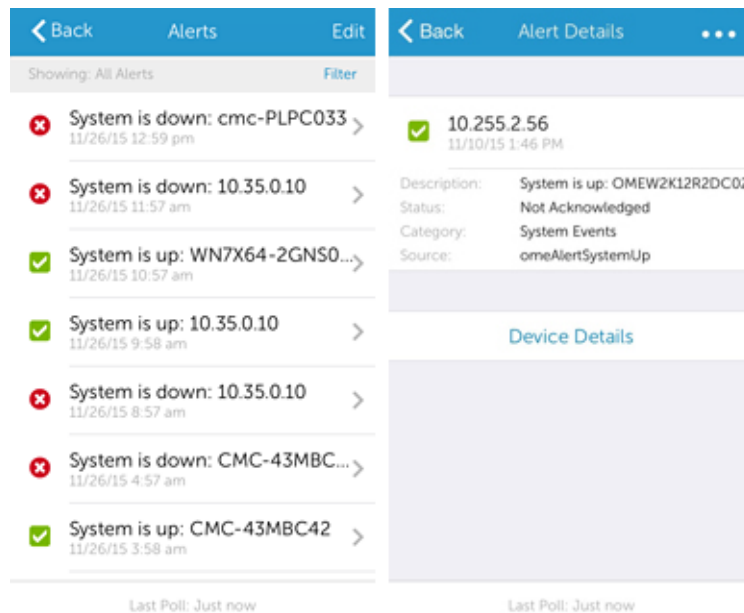 Back Alerts Edit
Showing: All Alerts Filter
System is down: cmc-PLPC033
11/26/15 12:59 pm
System is down: 10.35.0.10
11/26/15 11:57 am
System is up: WN7X64-2GNS0...
11/26/15 10:57 am
System is up: 10.35.0.10
11/26/15 9:58 am
System is down: 10.35.0.10
11/26/15 8:57 am
System is down: CMC-43MBC...
11/26/15 4:57 am
System is up: CMC-43MBC42
11/26/15 3:58 am
Last Poll: Just now
Back Alert Details
10.255.2.56
11/10/15 1:46 PM
Description: System is up: OMEW2K12R2DC02
Status: Not Acknowledged
Category: System Events
Source: omeAlertSystemUp
Device Details
Last Poll: Just now